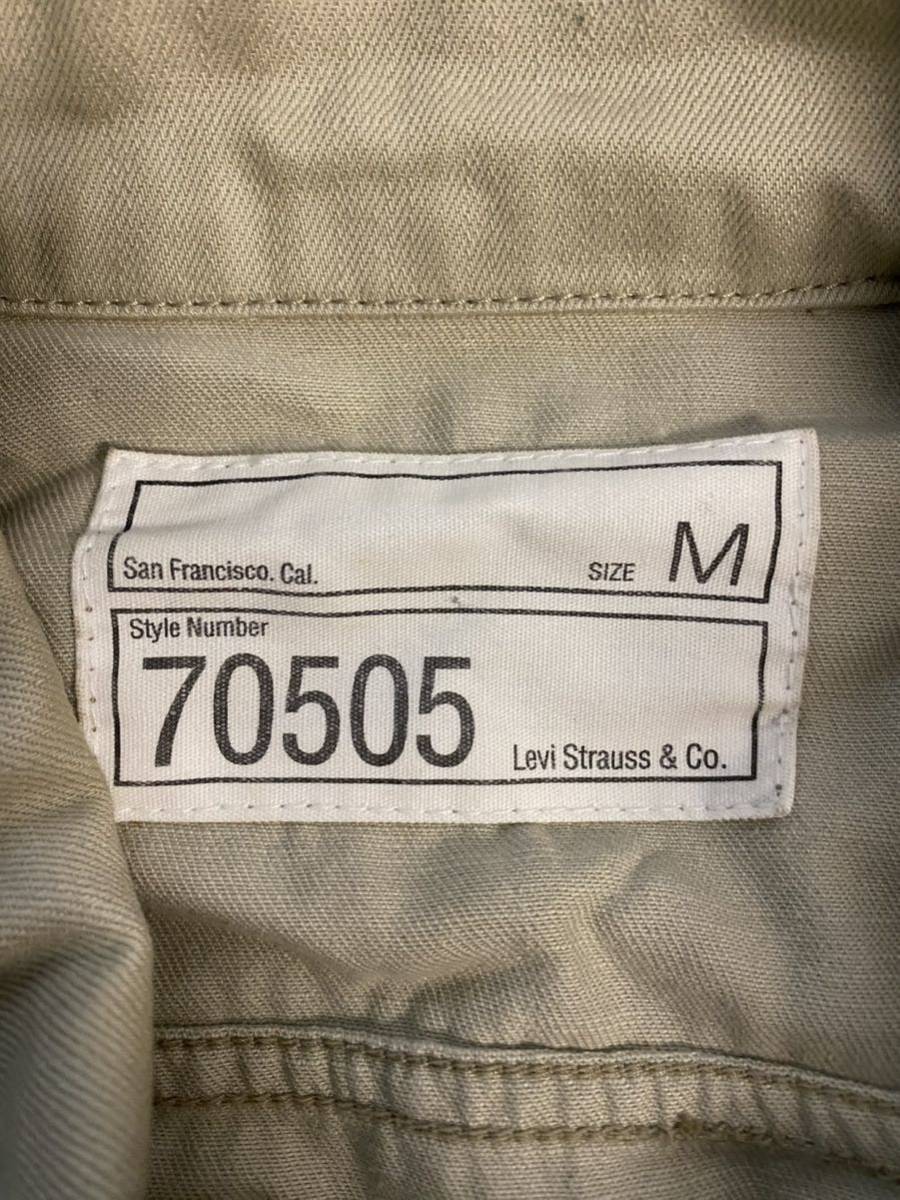 San Francisco. Cal. SIZE M
Style Number
70505
Levi Strauss & Co.